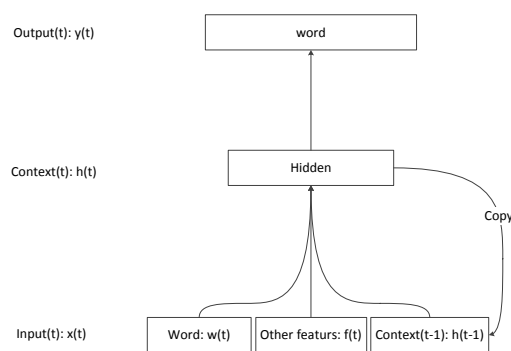 Output(t): y(t)
word
Context(t): h(t)
Hidden
Copy
Input(t): x(t)
Word: w(t)
Other featurs: f(t)
Context(t-1): h(t-1)